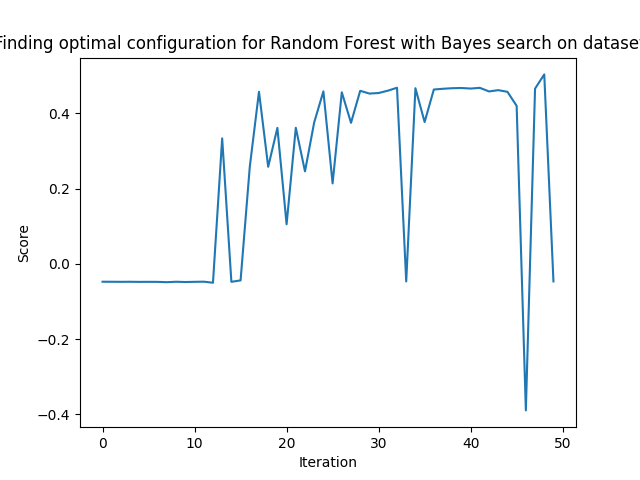 Finding optimal configuration for Random Forest with Bayes search on dataset
0.4
0.2
0.0
−0.2
−0.4
Score
0 10 20 30 40 50
Iteration